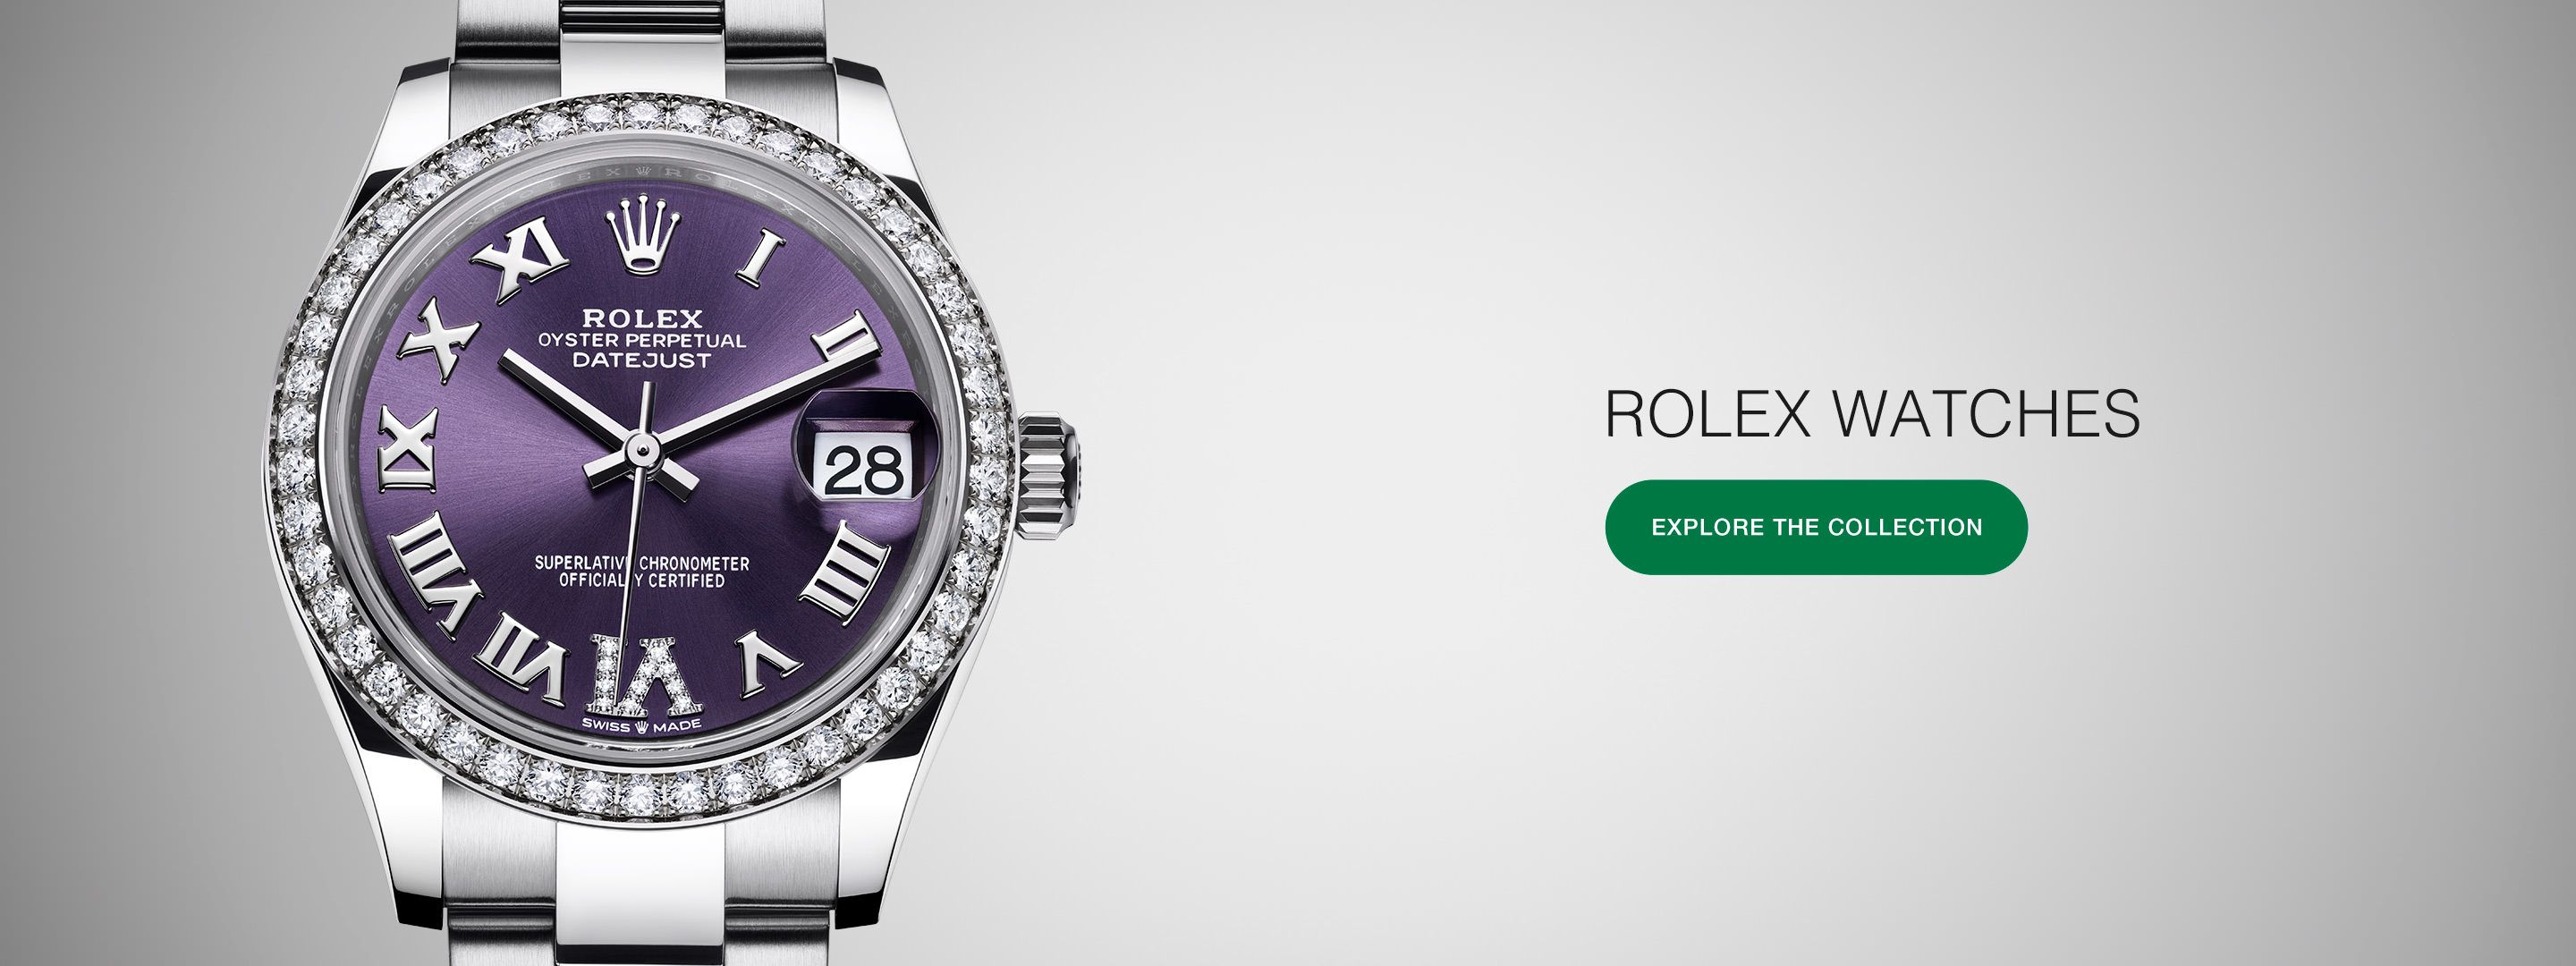 XI
I
X
II
ROLEX
OYSTER PERPETUAL
DATEJUST
IX
28
VIII
IIII
SUPERLATIVE CHRONOMETER
OFFICIALLY CERTIFIED
VII
VI
V
SWISS MADE
ROLEX WATCHES
EXPLORE THE COLLECTION